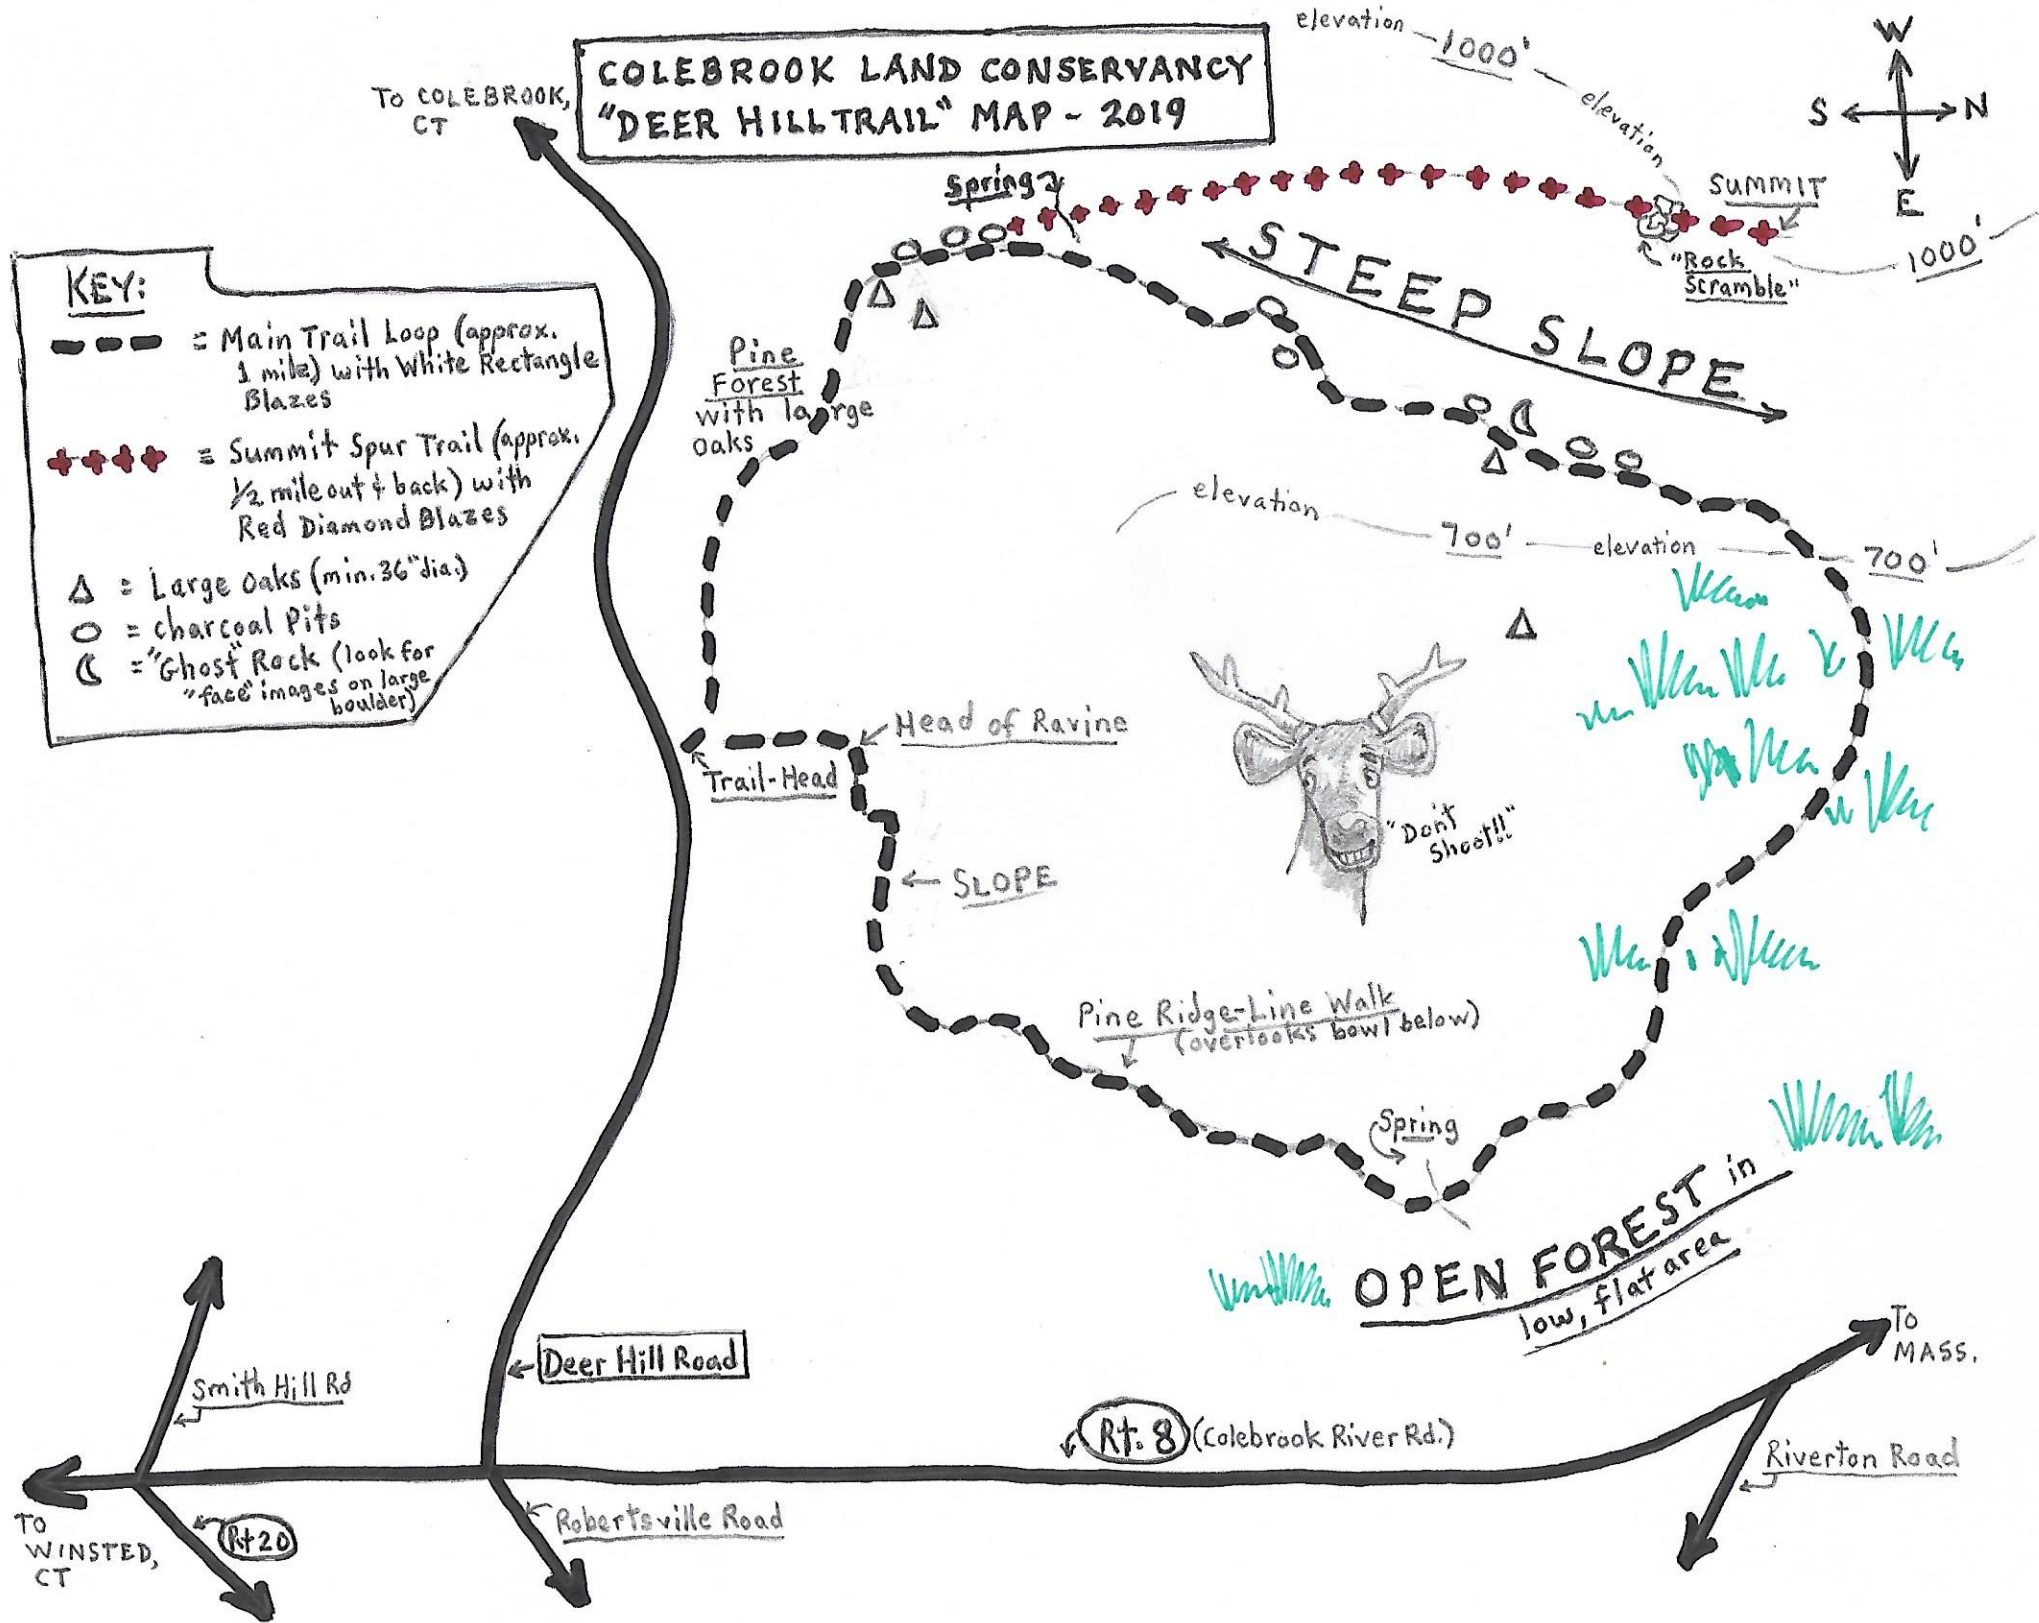 COLEBROOK LAND CONSERVANCY
"DEER HILL TRAIL" MAP - 2019
elevation
1000'
elevation
W
S
N
E
TO COLEBROOK,
CT
Spring
SUMMIT
"Rock
Scramble"
1000'
STEEP SLOPE
KEY:
= Main Trail Loop (approx.
1 mile) with White Rectangle
Blazes
= Summit Spur Trail (approx.
1/2 mile out & back) with
Red Diamond Blazes
= Large Oaks (min. 36" dia.)
= Charcoal Pits
= "Ghost" Rock (look for
"face" images on large
boulder)
Pine
Forest
with large
oaks
elevation
700'
elevation
700'
Head of Ravine
Trail-Head
SLOPE
"Don't
Shoot!!"
Pine Ridge-Line Walk
(overlooks bowl below)
Spring
OPEN FOREST in
low, flat area
TO
MASS.
Deer Hill Road
Smith Hill Rd
Rt. 8 (Colebrook River Rd.)
Riverton Road
Robertsville Road
Rt 20
TO
WINSTED,
CT